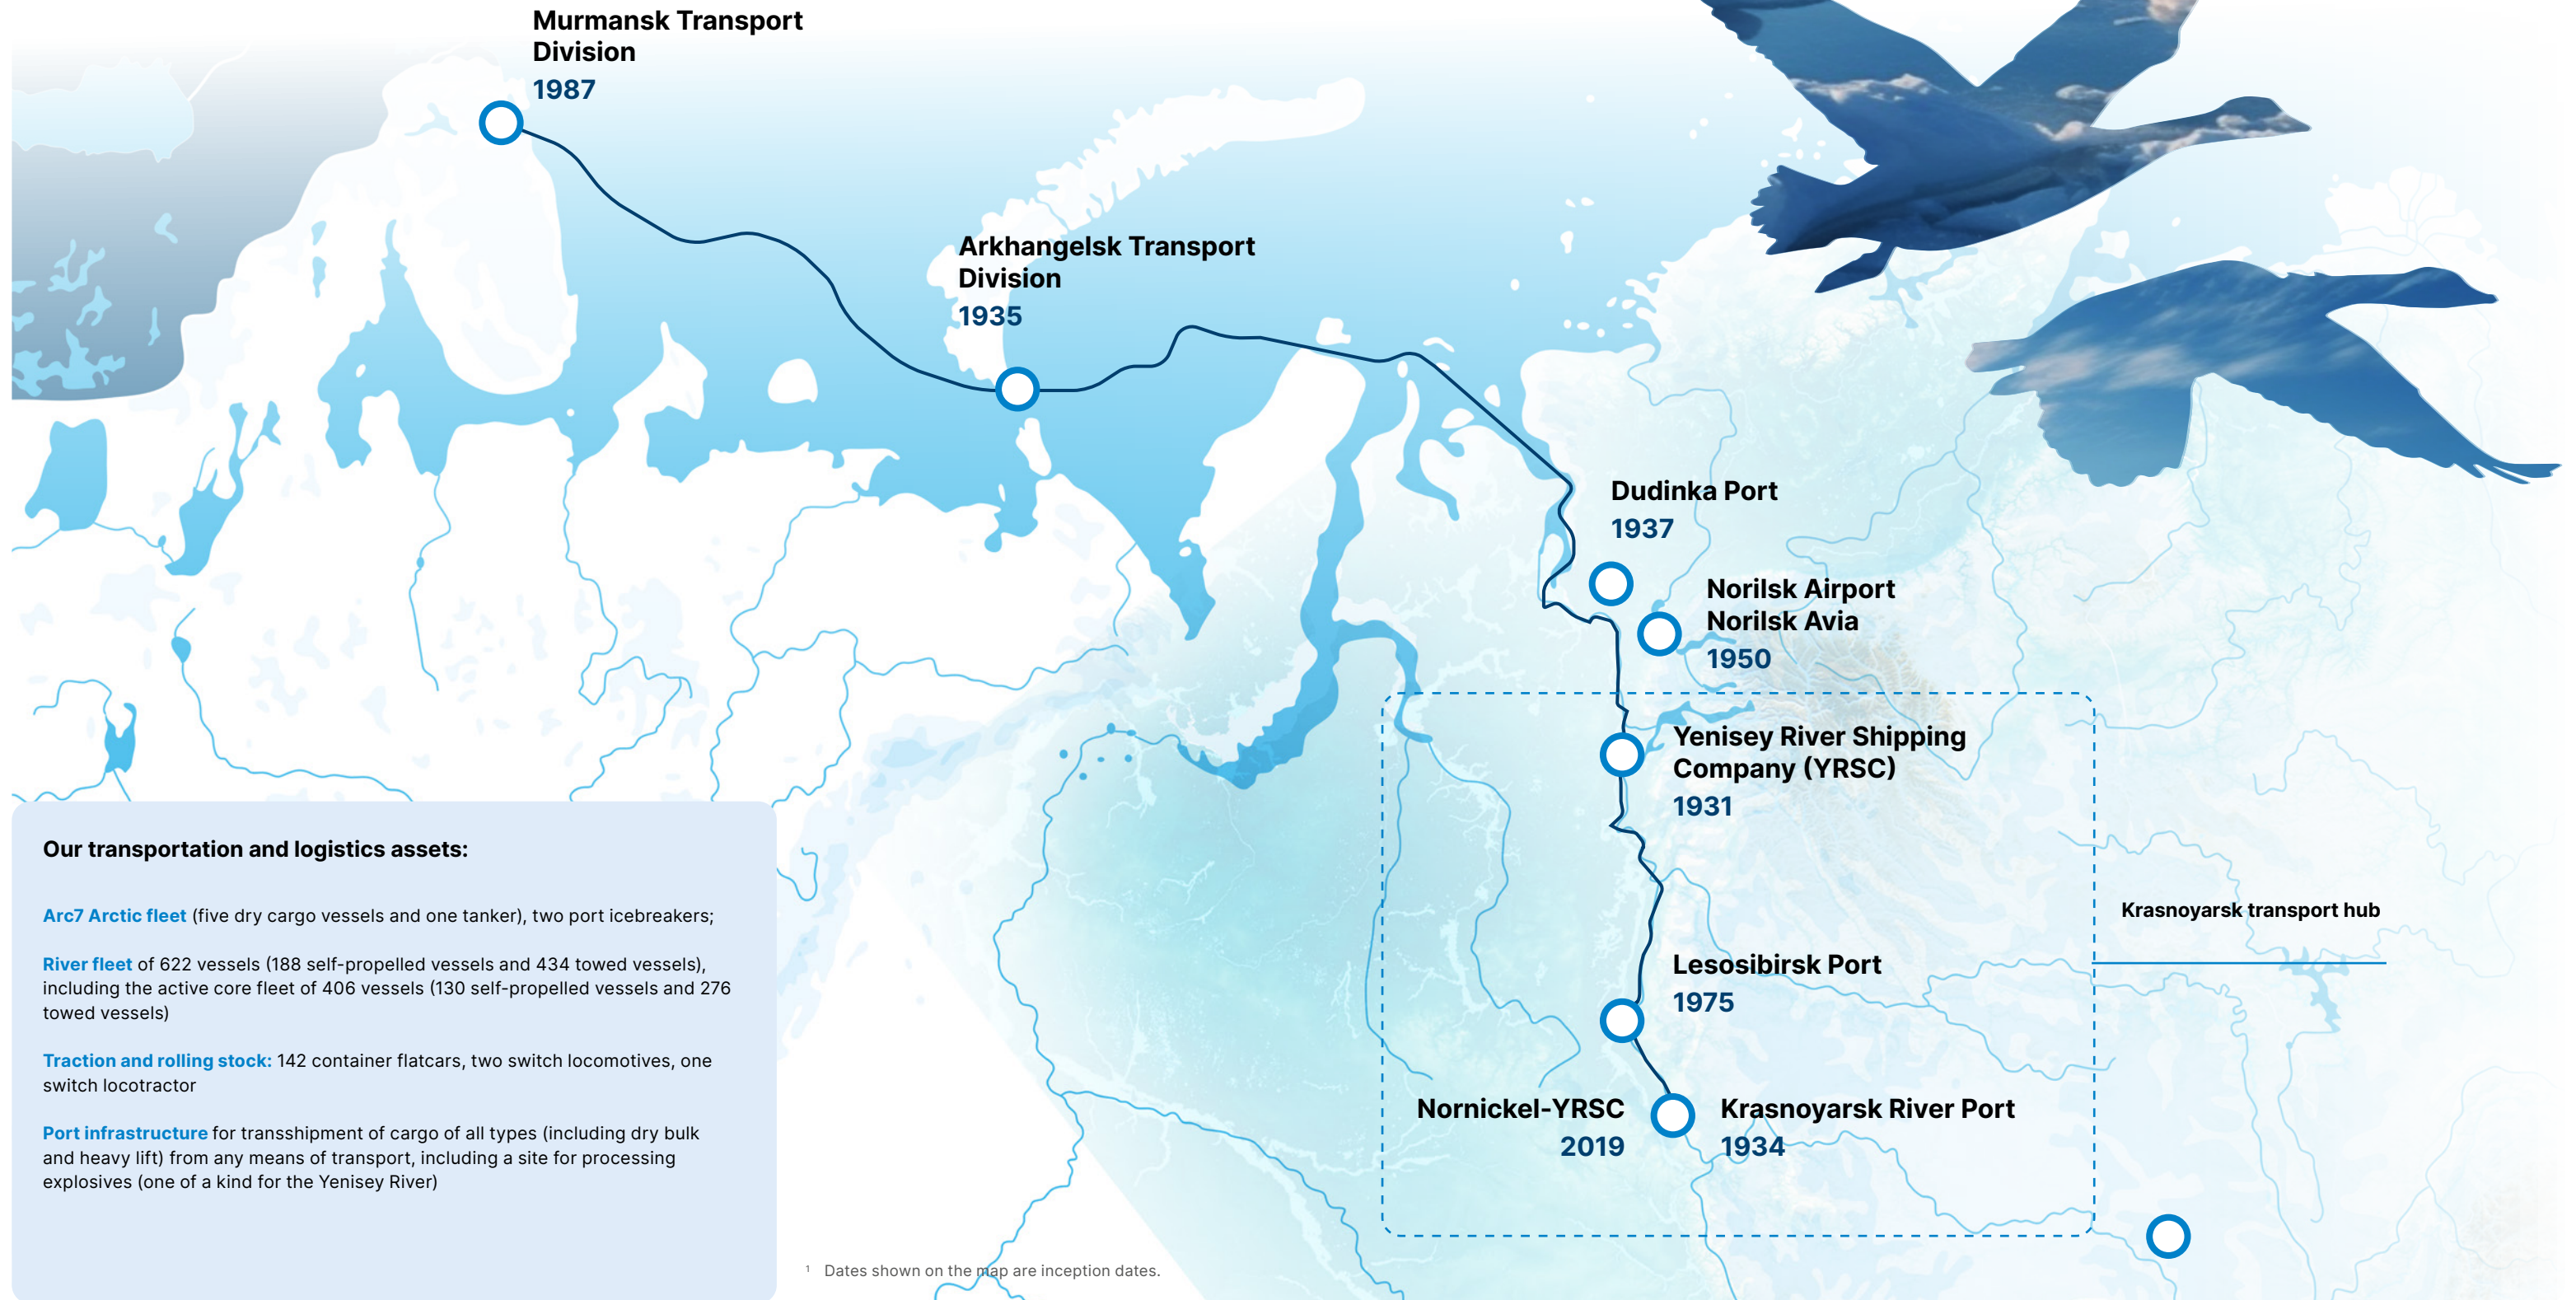 Murmansk Transport
Division
1987
Arkhangelsk Transport
Division
1935
Dudinka Port
1937
Norilsk Airport
Norilsk Avia
1950
Yenisey River Shipping
Company (YRSC)
1931
Krasnoyarsk transport hub
Lesosibirsk Port
1975
Nornickel-YRSC
2019
Krasnoyarsk River Port
1934
Our transportation and logistics assets:
Arc7 Arctic fleet (five dry cargo vessels and one tanker), two port icebreakers;
River fleet of 622 vessels (188 self-propelled vessels and 434 towed vessels),
including the active core fleet of 406 vessels (130 self-propelled vessels and 276
towed vessels)
Traction and rolling stock: 142 container flatcars, two switch locomotives, one
switch locotractor
Port infrastructure for transshipment of cargo of all types (including dry bulk
and heavy lift) from any means of transport, including a site for processing
explosives (one of a kind for the Yenisey River)
1 Dates shown on the map are inception dates.